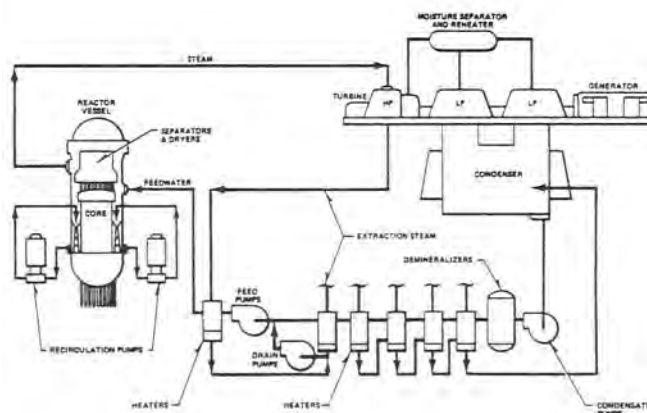 MOISTURE SEPARATOR
AND REHEATER
STEAM
TURBINE
HP
LP
LP
GENERATOR
REACTOR
VESSEL
SEPARATORS
& DRYERS
FEEDWATER
CORE
CONDENSER
EXTRACTION STEAM
DEMINERALIZERS
FEED
PUMPS
DRAIN
PUMPS
RECIRCULATION PUMPS
HEATERS
HEATERS